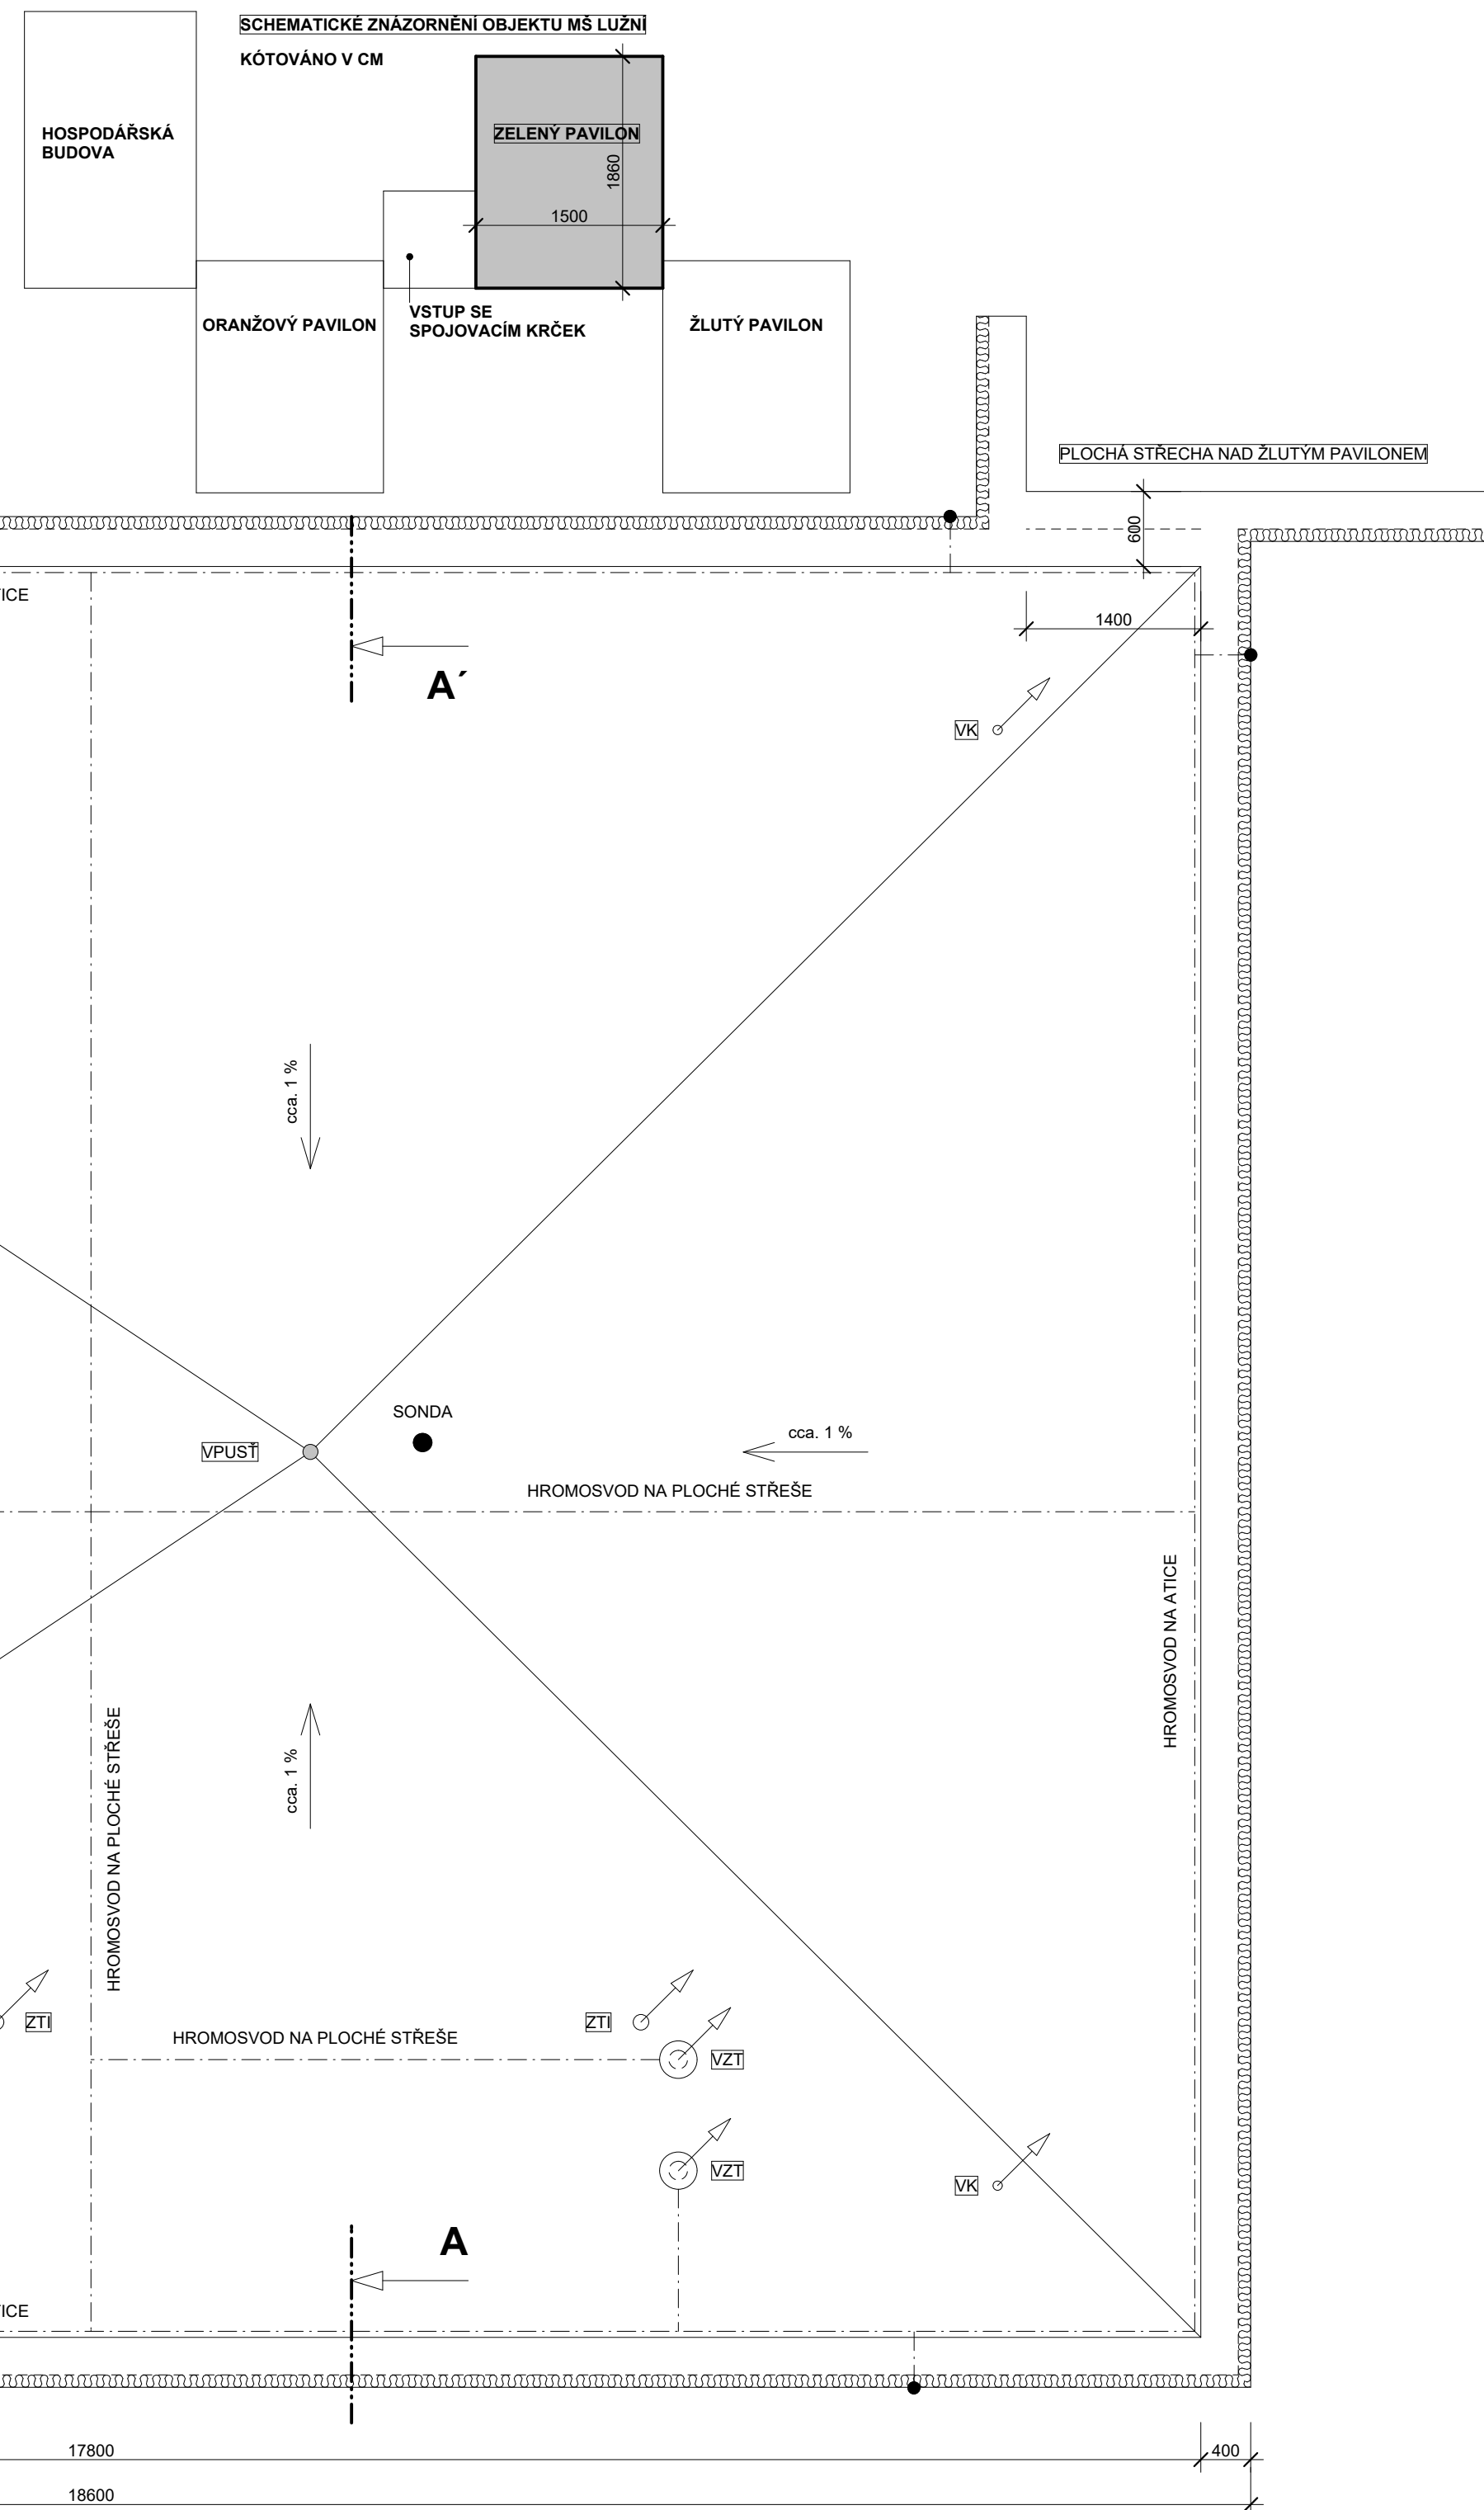 SCHEMATICKÉ ZNÁZORNĚNÍ OBJEKTU MŠ LUŽNÍ
KÓTOVÁNO V CM
HOSPODÁŘSKÁ
BUDOVA
ZELENÝ PAVILON
1860
1500
ORANŽOVÝ PAVILON
VSTUP SE
SPOJOVACÍM KRČEK
ŽLUTÝ PAVILON
PLOCHÁ STŘECHA NAD ŽLUTÝM PAVILONEM
600
TICE
1400
A´
VK
cca. 1 %
SONDA
VPUSŤ
cca. 1 %
HROMOSVOD NA PLOCHÉ STŘEŠE
HROMOSVOD NA ATICE
HROMOSVOD NA PLOCHÉ STŘEŠE
cca. 1 %
ZTI
HROMOSVOD NA PLOCHÉ STŘEŠE
ZTI
VZT
VZT
VK
A
TICE
17800
400
18600